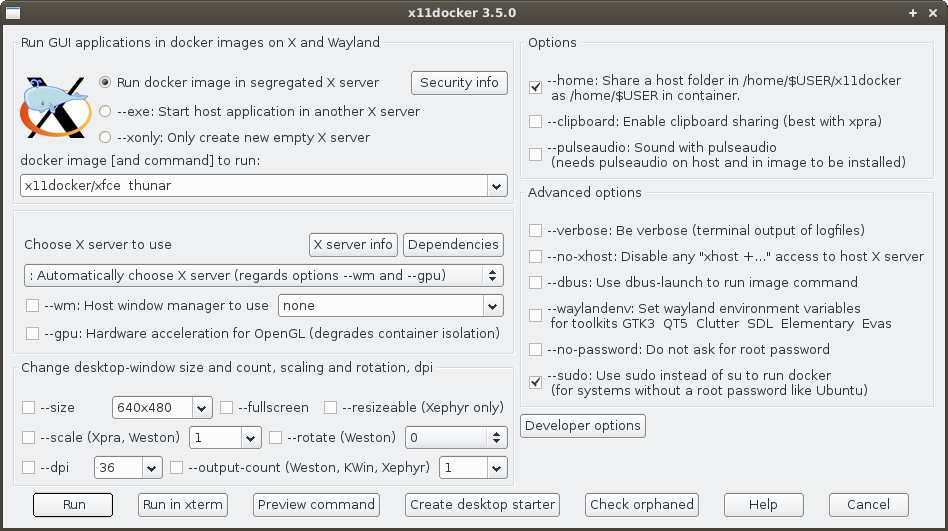 x11docker 3.5.0
Run GUI applications in docker images on X and Wayland
Run docker image in segregated X server
Security info
--exe: Start host application in another X server
--xonly: Only create new empty X server
docker image [and command] to run:
x11docker/xfce thunar
Choose X server to use
X server info
Dependencies
: Automatically choose X server (regards options --wm and --gpu)
--wm: Host window manager to use
none
--gpu: Hardware acceleration for OpenGL (degrades container isolation)
Change desktop-window size and count, scaling and rotation, dpi
--size
640x480
--fullscreen
--resizeable (Xephyr only)
--scale (Xpra, Weston)
1
--rotate (Weston)
0
--dpi
36
--output-count (Weston, KWin, Xephyr)
1
Options
--home: Share a host folder in /home/$USER/x11docker
as /home/$USER in container.
--clipboard: Enable clipboard sharing (best with xpra)
--pulseaudio: Sound with pulseaudio
(needs pulseaudio on host and in image to be installed)
Advanced options
--verbose: Be verbose (terminal output of logfiles)
--no-xhost: Disable any "xhost +..." access to host X server
--dbus: Use dbus-launch to run image command
--waylandenv: Set wayland environment variables
for toolkits GTK3 QT5 Clutter SDL Elementary Evas
--no-password: Do not ask for root password
--sudo: Use sudo instead of su to run docker
(for systems without a root password like Ubuntu)
Developer options
Run
Run in xterm
Preview command
Create desktop starter
Check orphaned
Help
Cancel